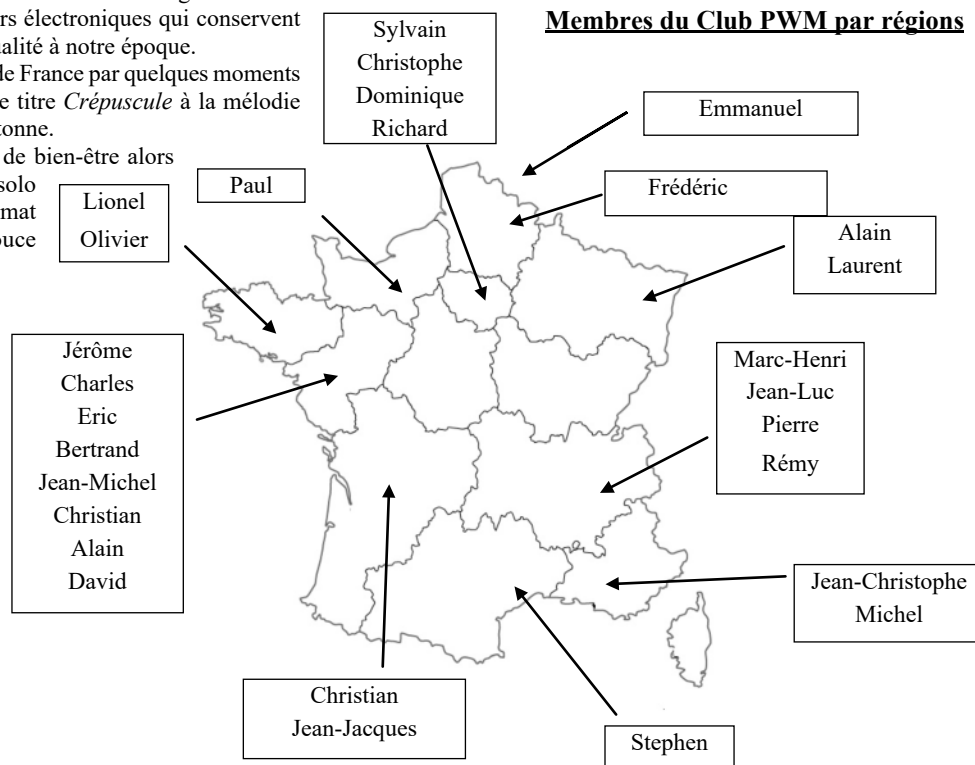 rs électroniques qui conservent
ualité à notre époque.
de France par quelques moments
e titre Crépuscule à la mélodie
tonne.
de bien-être alors
solo
mat
ouce
Membres du Club PWM par régions
Sylvain
Christophe
Dominique
Richard
Emmanuel
Paul
Frédéric
Lionel
Olivier
Alain
Laurent
Jérôme
Charles
Eric
Bertrand
Jean-Michel
Christian
Alain
David
Marc-Henri
Jean-Luc
Pierre
Rémy
Jean-Christophe
Michel
Christian
Jean-Jacques
Stephen